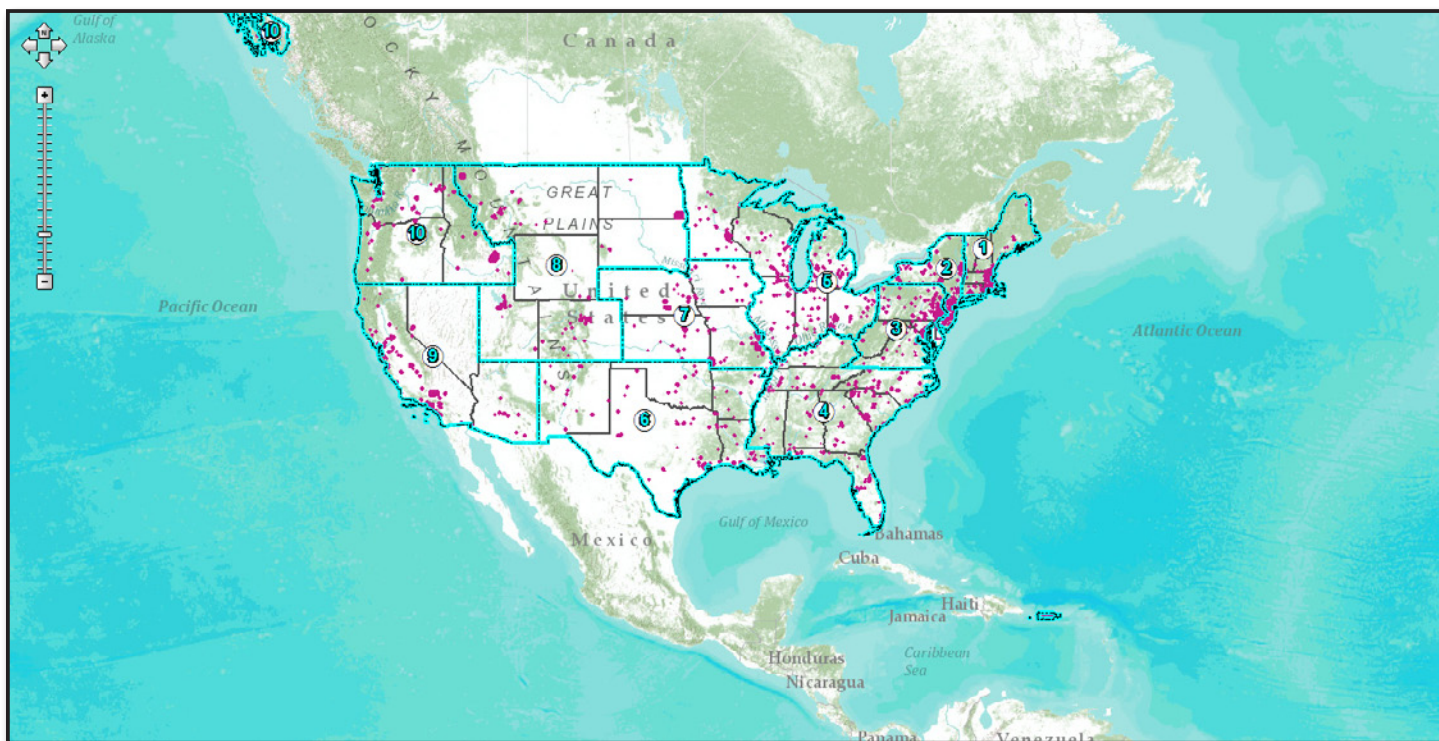 Gulf of
Alaska
10
N
Canada
ROCKY MOUNTAINS
GREAT
PLAINS
10
8
1
2
5
United
States
7
3
Pacific Ocean
Atlantic Ocean
9
6
4
Gulf of Mexico
Mexico
Bahamas
Cuba
Haiti
Jamaica
Caribbean
Sea
Honduras
Nicaragua
Panama
Venezuela